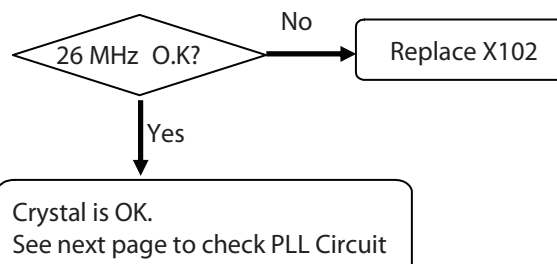 No
26 MHz O.K?
Replace X102
Yes
Crystal is OK.
See next page to check PLL Circuit